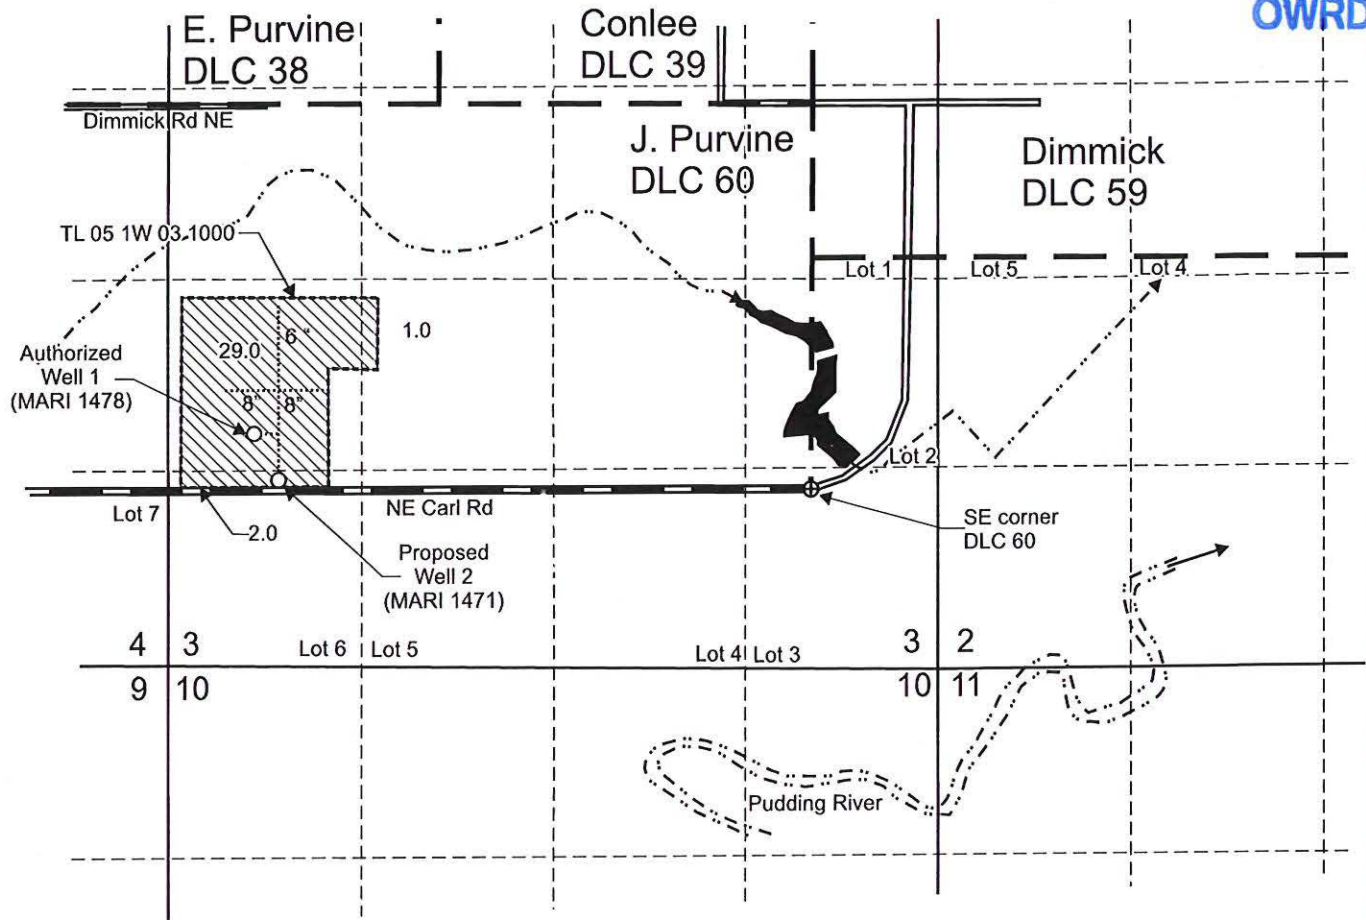 OWRD
E. Purvine
DLC 38
Conlee
DLC 39
Dimmick Rd NE
J. Purvine
DLC 60
Dimmick
DLC 59
TL 05 1W 03 1000
Lot 1
Lot 5
Lot 4
6"
1.0
29.0
Authorized
Well 1
(MARI 1478)
8"
8"
Lot 2
Lot 7
NE Carl Rd
2.0
SE corner
DLC 60
Proposed
Well 2
(MARI 1471)
4 3
Lot 6
Lot 5
Lot 4
Lot 3
3 2
9 10
10 11
Pudding River